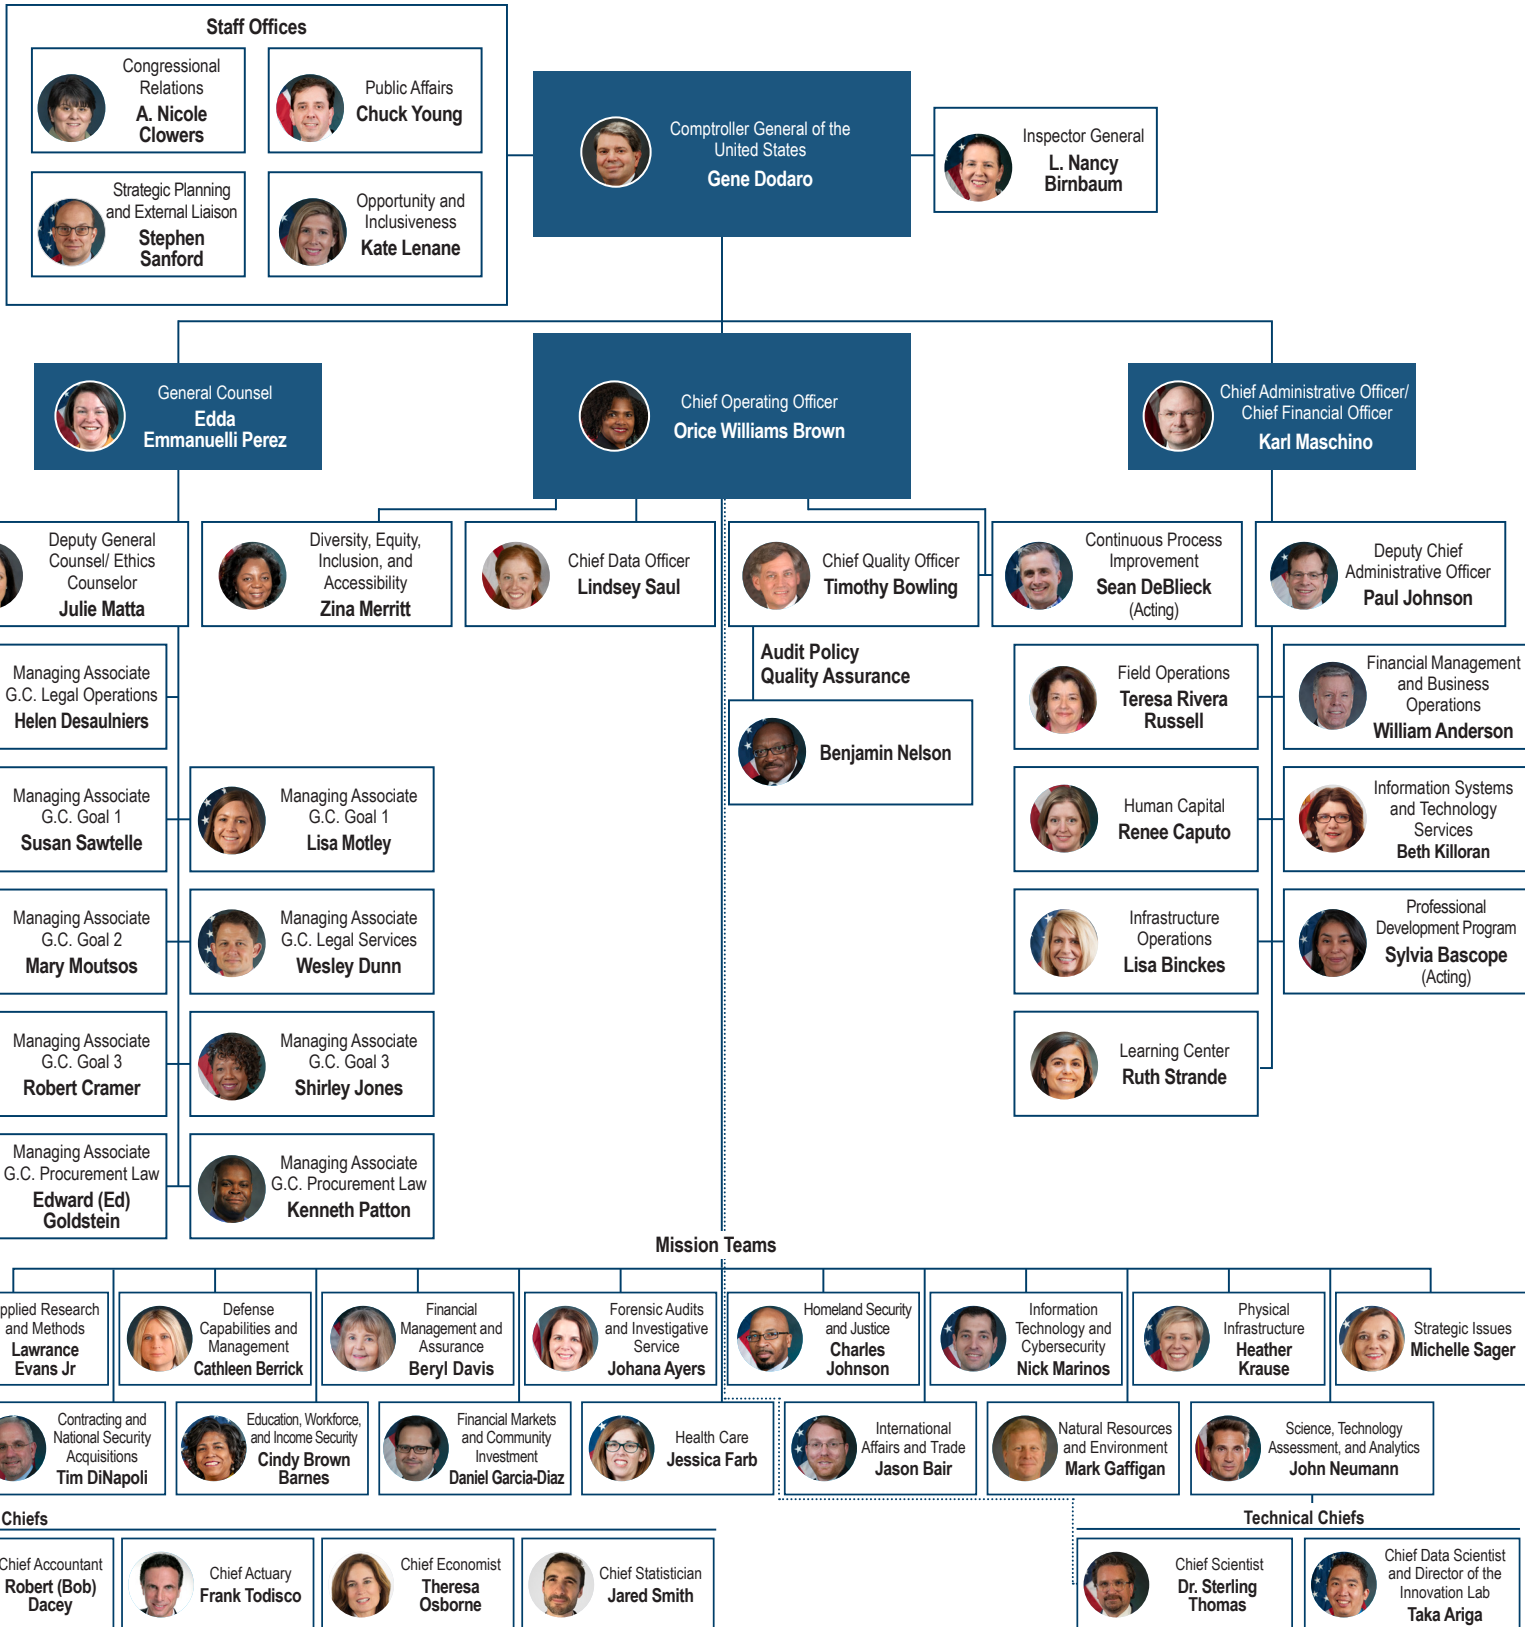 Staff Offices
Congressional
Relations
A. Nicole
Clowers
Public Affairs
Chuck Young
Strategic Planning
and External Liaison
Stephen
Sanford
Opportunity and
Inclusiveness
Kate Lenane
Comptroller General of the
United States
Gene Dodaro
Inspector General
L. Nancy
Birnbaum
General Counsel
Edda
Emmanuelli Perez
Chief Operating Officer
Orice Williams Brown
Chief Administrative Officer/
Chief Financial Officer
Karl Maschino
Deputy General
Counsel/ Ethics
Counselor
Julie Matta
Diversity, Equity,
Inclusion, and
Accessibility
Zina Merritt
Chief Data Officer
Lindsey Saul
Chief Quality Officer
Timothy Bowling
Continuous Process
Improvement
Sean DeBlieck
(Acting)
Deputy Chief
Administrative Officer
Paul Johnson
Managing Associate
G.C. Legal Operations
Helen Desaulniers
Audit Policy
Quality Assurance
Benjamin Nelson
Field Operations
Teresa Rivera
Russell
Financial Management
and Business
Operations
William Anderson
Managing Associate
G.C. Goal 1
Susan Sawtelle
Managing Associate
G.C. Goal 1
Lisa Motley
Human Capital
Renee Caputo
Information Systems
and Technology
Services
Beth Killoran
Managing Associate
G.C. Goal 2
Mary Moutsos
Managing Associate
G.C. Legal Services
Wesley Dunn
Infrastructure
Operations
Lisa Binckes
Professional
Development Program
Sylvia Bascope
(Acting)
Managing Associate
G.C. Goal 3
Robert Cramer
Managing Associate
G.C. Goal 3
Shirley Jones
Learning Center
Ruth Strande
Managing Associate
G.C. Procurement Law
Edward (Ed)
Goldstein
Managing Associate
G.C. Procurement Law
Kenneth Patton
Mission Teams
pplied Research
and Methods
Lawrance
Evans Jr
Defense
Capabilities and
Management
Cathleen Berrick
Financial
Management and
Assurance
Beryl Davis
Forensic Audits
and Investigative
Service
Johana Ayers
Homeland Security
and Justice
Charles
Johnson
Information
Technology and
Cybersecurity
Nick Marinos
Physical
Infrastructure
Heather
Krause
Strategic Issues
Michelle Sager
Contracting and
National Security
Acquisitions
Tim DiNapoli
Education, Workforce,
and Income Security
Cindy Brown
Barnes
Financial Markets
and Community
Investment
Daniel Garcia-Diaz
Health Care
Jessica Farb
International
Affairs and Trade
Jason Bair
Natural Resources
and Environment
Mark Gaffigan
Science, Technology
Assessment, and Analytics
John Neumann
Chiefs
Chief Accountant
Robert (Bob)
Dacey
Chief Actuary
Frank Todisco
Chief Economist
Theresa
Osborne
Chief Statistician
Jared Smith
Technical Chiefs
Chief Scientist
Dr. Sterling
Thomas
Chief Data Scientist
and Director of the
Innovation Lab
Taka Ariga